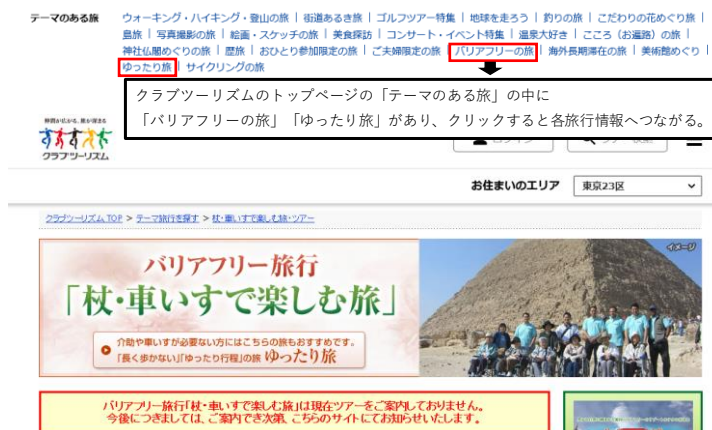 テーマのある旅 ウォーキング・ハイキング・登山の旅 | 街道あるき旅 | ゴルフツアー特集 | 地球を走ろう | 釣りの旅 | こだわりの花めぐり旅 |
島旅 | 写真撮影の旅 | 絵画・スケッチの旅 | 美食探訪 | コンサート・イベント特集 | 温泉大好き | こころ(お遍路)の旅 |
神社仏閣めぐりの旅 | 歴旅 | おひとり参加限定の旅 | ご夫婦限定の旅 | バリアフリーの旅 | 海外長期滞在の旅 | 美術館めぐり |
ゆったり旅 | サイクリングの旅
クラブツーリズムのトップページの「テーマのある旅」の中に
「バリアフリーの旅」「ゆったり旅」があり、クリックすると各旅行情報へつながる。
仲間が広がる、旅が深まる
クラブツーリズム
お住まいのエリア 東京23区
クラブツーリズム TOP > テーマ旅行を探す > 杖・車いすで楽しむ旅・ツアー
イメージ
バリアフリー旅行
「杖・車いすで楽しむ旅」
介助や車いすが必要ない方にはこちらの旅もおすすめです。
「長く歩かない」「ゆったり行程」の旅 ゆったり旅
バリアフリー旅行「杖・車いすで楽しむ旅」は現在ツアーをご案内しておりません。
今後につきましては、ご案内でき次第、こちらのサイトにてお知らせいたします。